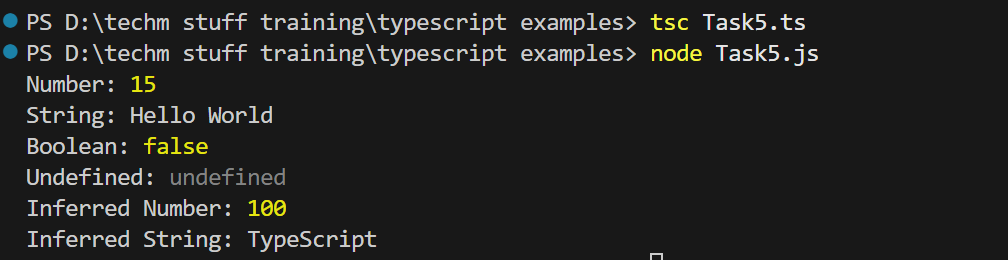 PS D:\techm stuff training\typescript examples> tsc Task5.ts
PS D:\techm stuff training\typescript examples> node Task5.js
Number: 15
String: Hello World
Boolean: false
Undefined: undefined
Inferred Number: 100
Inferred String: TypeScript